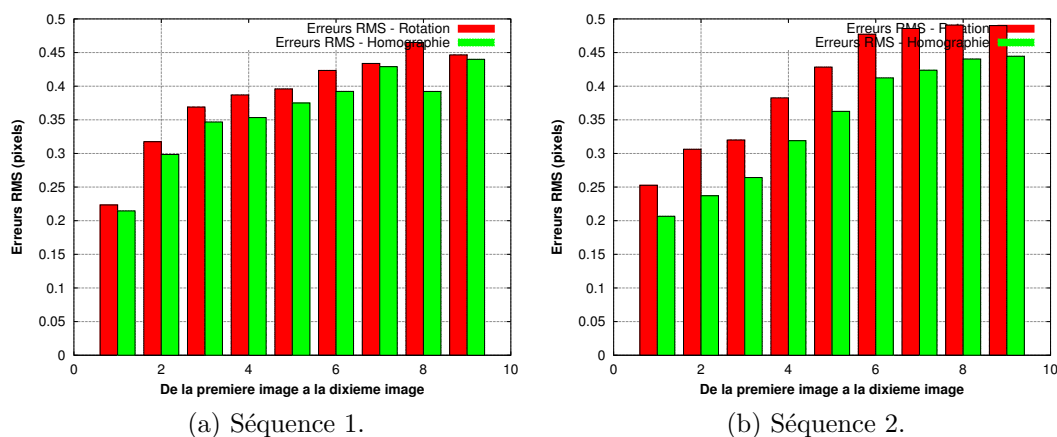 0.5
0.45
0.4
0.35
0.3
0.25
0.2
0.15
0.1
0.05
0
Erreurs RMS (pixels)
Erreurs RMS - Rotation
Erreurs RMS - Homographie
0 2 4 6 8 10
De la premiere image a la dixieme image
(a) Séquence 1.
0.5
0.45
0.4
0.35
0.3
0.25
0.2
0.15
0.1
0.05
0
Erreurs RMS (pixels)
Erreurs RMS - Rotation
Erreurs RMS - Homographie
0 2 4 6 8 10
De la premiere image a la dixieme image
(b) Séquence 2.